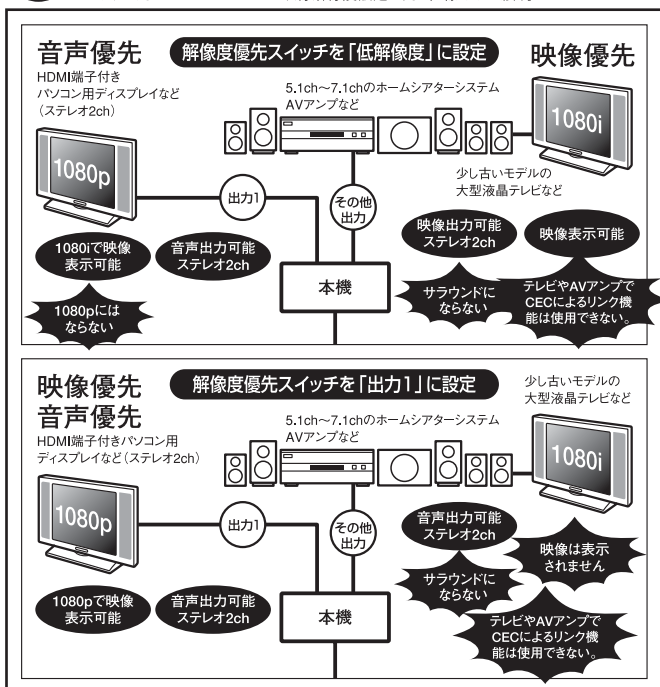 音声優先
解像度優先スイッチを「低解像度」に設定
映像優先
HDMI端子付き
パソコン用ディスプレイなど
(ステレオ2ch)
5.1ch～7.1chのホームシアターシステム
AVアンプなど
1080p
1080i
少し古いモデルの
大型液晶テレビなど
出力1
その他
出力
1080iで映像
表示可能
音声出力可能
ステレオ2ch
映像出力可能
ステレオ2ch
映像表示可能
本機
1080pには
ならない
サラウンドに
ならない
テレビやAVアンプで
CECによるリンク機
能は使用できない。
映像優先
音声優先
解像度優先スイッチを「出力1」に設定
少し古いモデルの
大型液晶テレビなど
HDMI端子付きパソコン用
ディスプレイなど(ステレオ2ch)
5.1ch～7.1chのホームシアターシステム
AVアンプなど
1080p
1080i
出力1
その他
出力
音声出力可能
ステレオ2ch
映像は表示
されません
サラウンドに
ならない
1080pで映像
表示可能
音声出力可能
ステレオ2ch
本機
テレビやAVアンプで
CECによるリンク機
能は使用できない。